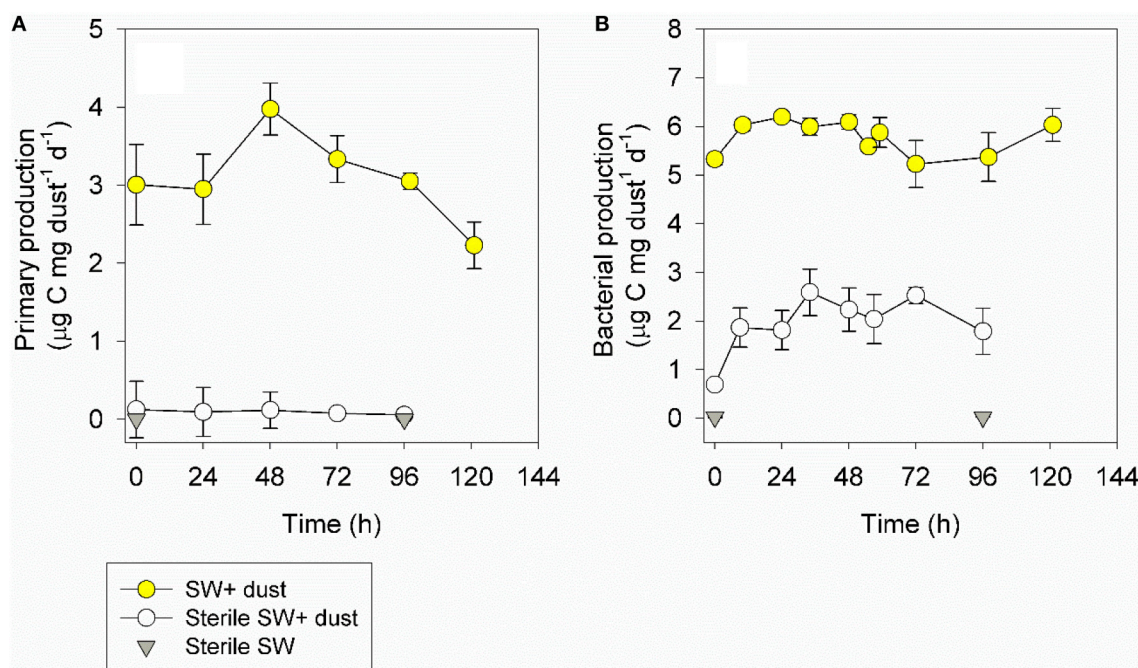 A
5
4
3
2
1
0
Primary production
(µg C mg dust⁻¹ d⁻¹)
0 24 48 72 96 120 144
Time (h)
B
8
7
6
5
4
3
2
1
0
Bacterial production
(µg C mg dust¹ d⁻¹)
0 24 48 72 96 120 144
Time (h)
SW+ dust
Sterile SW+ dust
Sterile SW